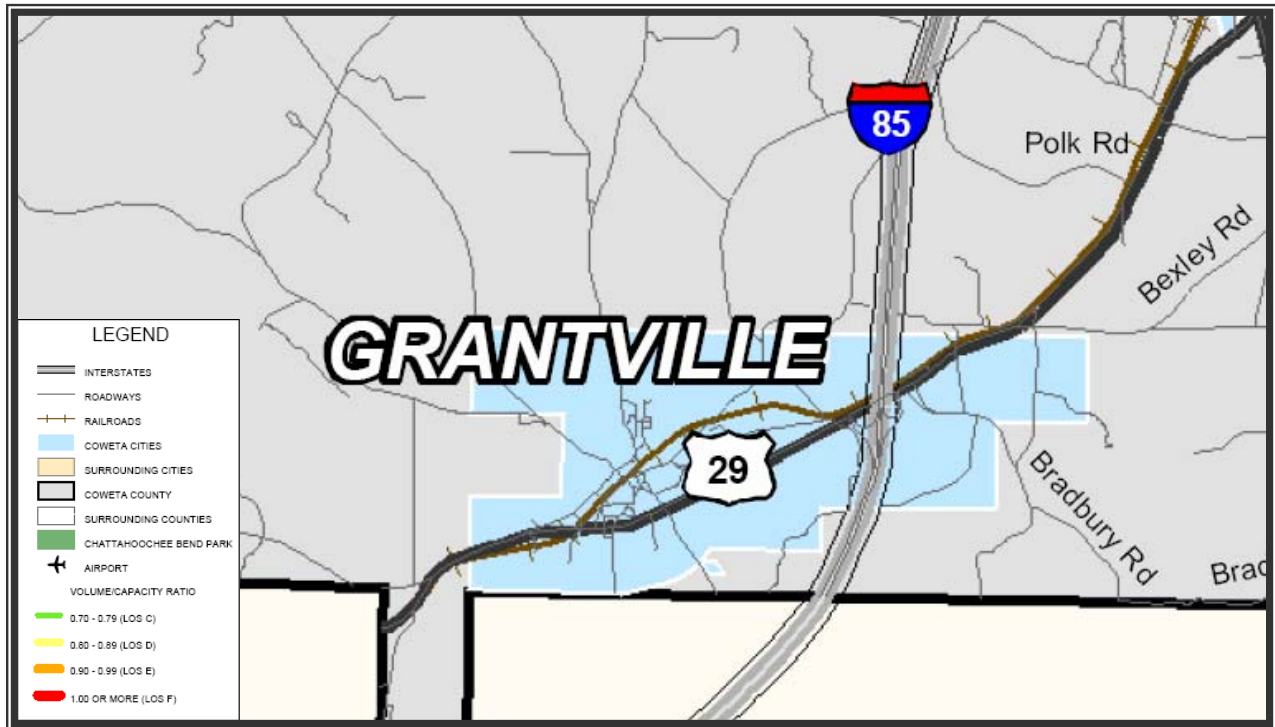 85
Polk Rd
Bexley Rd
GRANTVILLE
29
Bradbury Rd
Brad
LEGEND
INTERSTATES
ROADWAYS
RAILROADS
COWETA CITIES
SURROUNDING CITIES
COWETA COUNTY
SURROUNDING COUNTIES
CHATTAHOOCHEE BEND PARK
AIRPORT
VOLUME/CAPACITY RATIO
0.70 - 0.79 (LOS C)
0.80 - 0.89 (LOS D)
0.90 - 0.99 (LOS E)
1.00 OR MORE (LOS F)